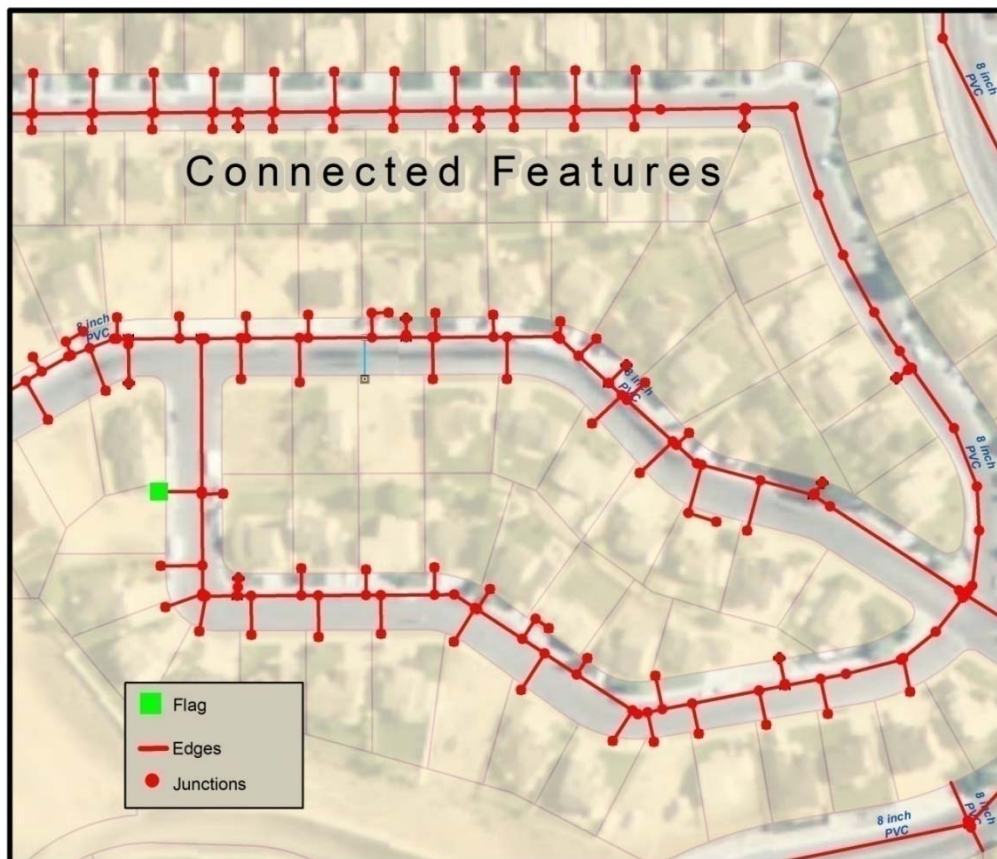 8 inch
PVC
Connected Features
8 inch
PVC
8 inch
PVC
8 inch
PVC
Flag
Edges
Junctions
8 inch
PVC
8 inch
PVC